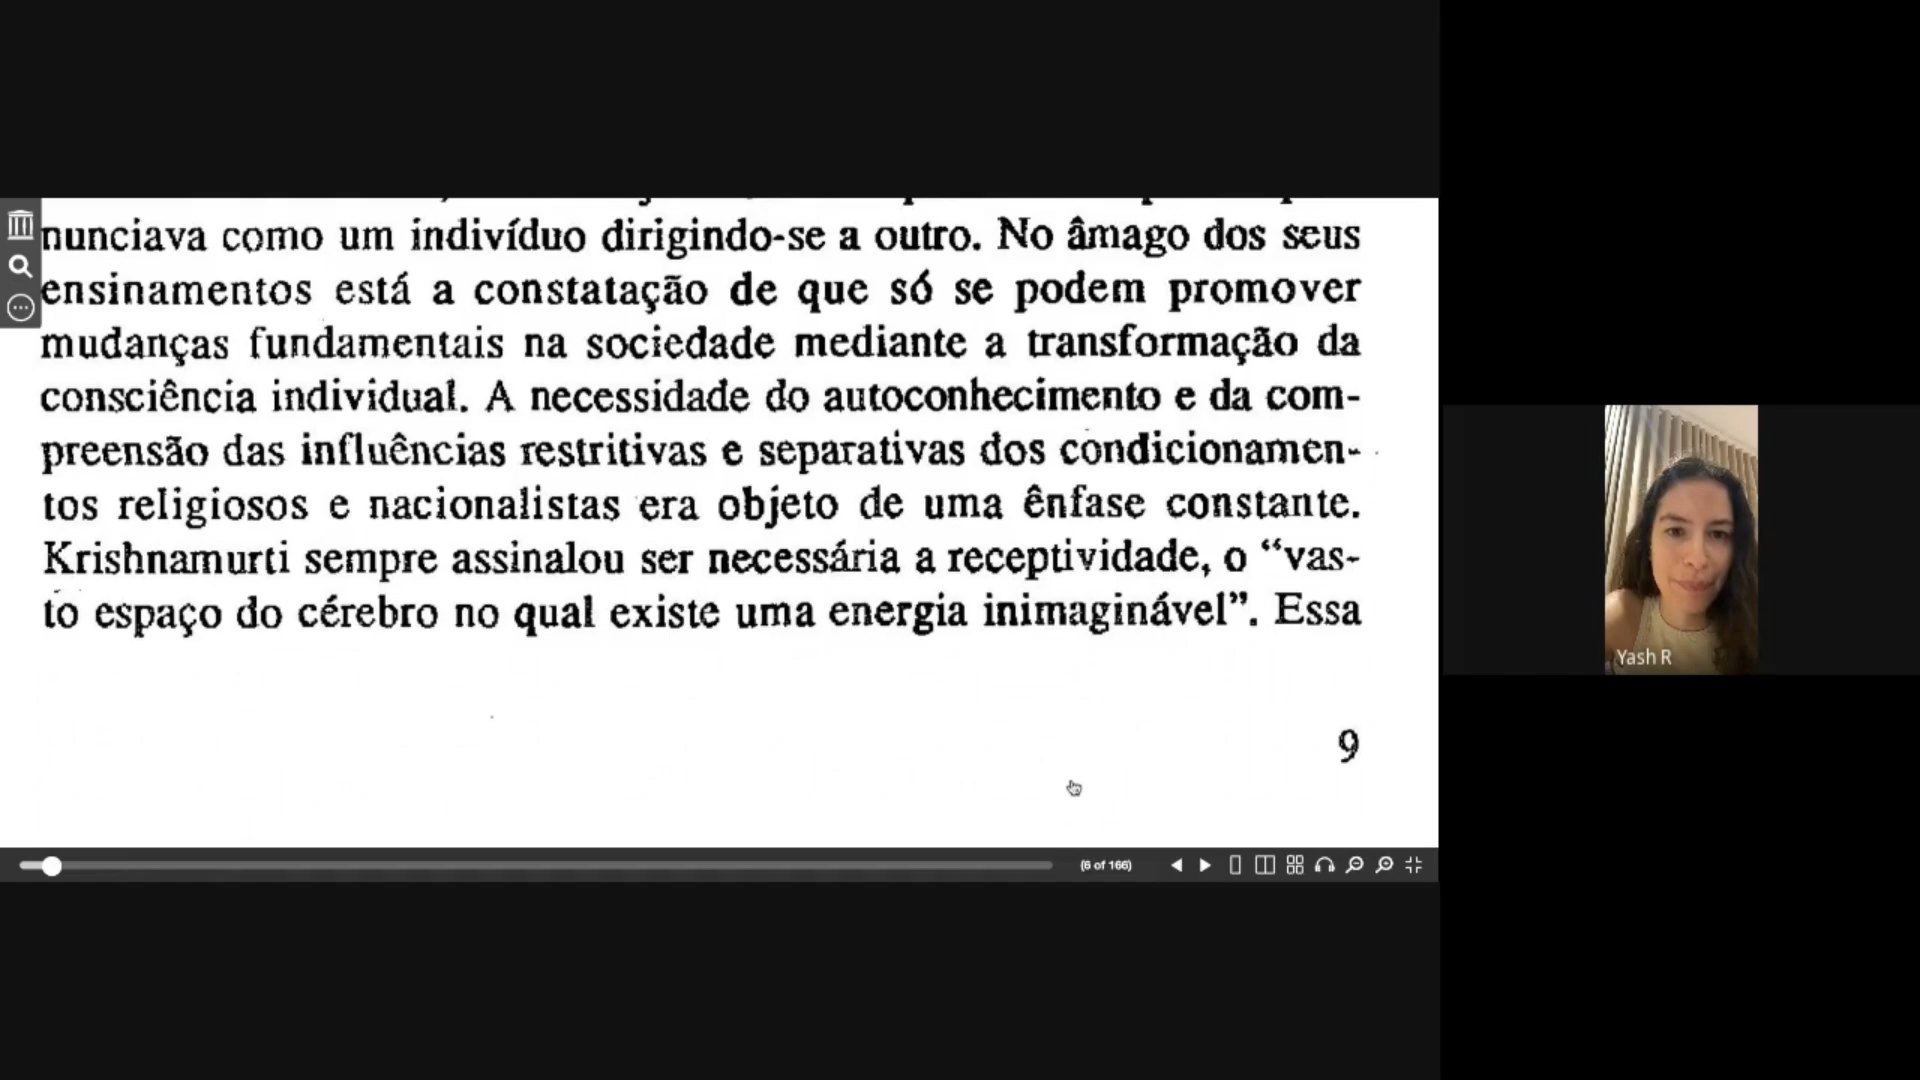 nunciava como um indivíduo dirigindo-se a outro. No âmago dos seus
ensinamentos está a constatação de que só se podem promover
mudanças fundamentais na sociedade mediante a transformação da
consciência individual. A necessidade do autoconhecimento e da com-
preensão das influências restritivas e separativas dos condicionamen-
tos religiosos e nacionalistas era objeto de uma ênfase constante.
Krishnamurti sempre assinalou ser necessária a receptividade, o “vas-
to espaço do cérebro no qual existe uma energia inimaginável”. Essa
9
(6 of 166)
Yash R